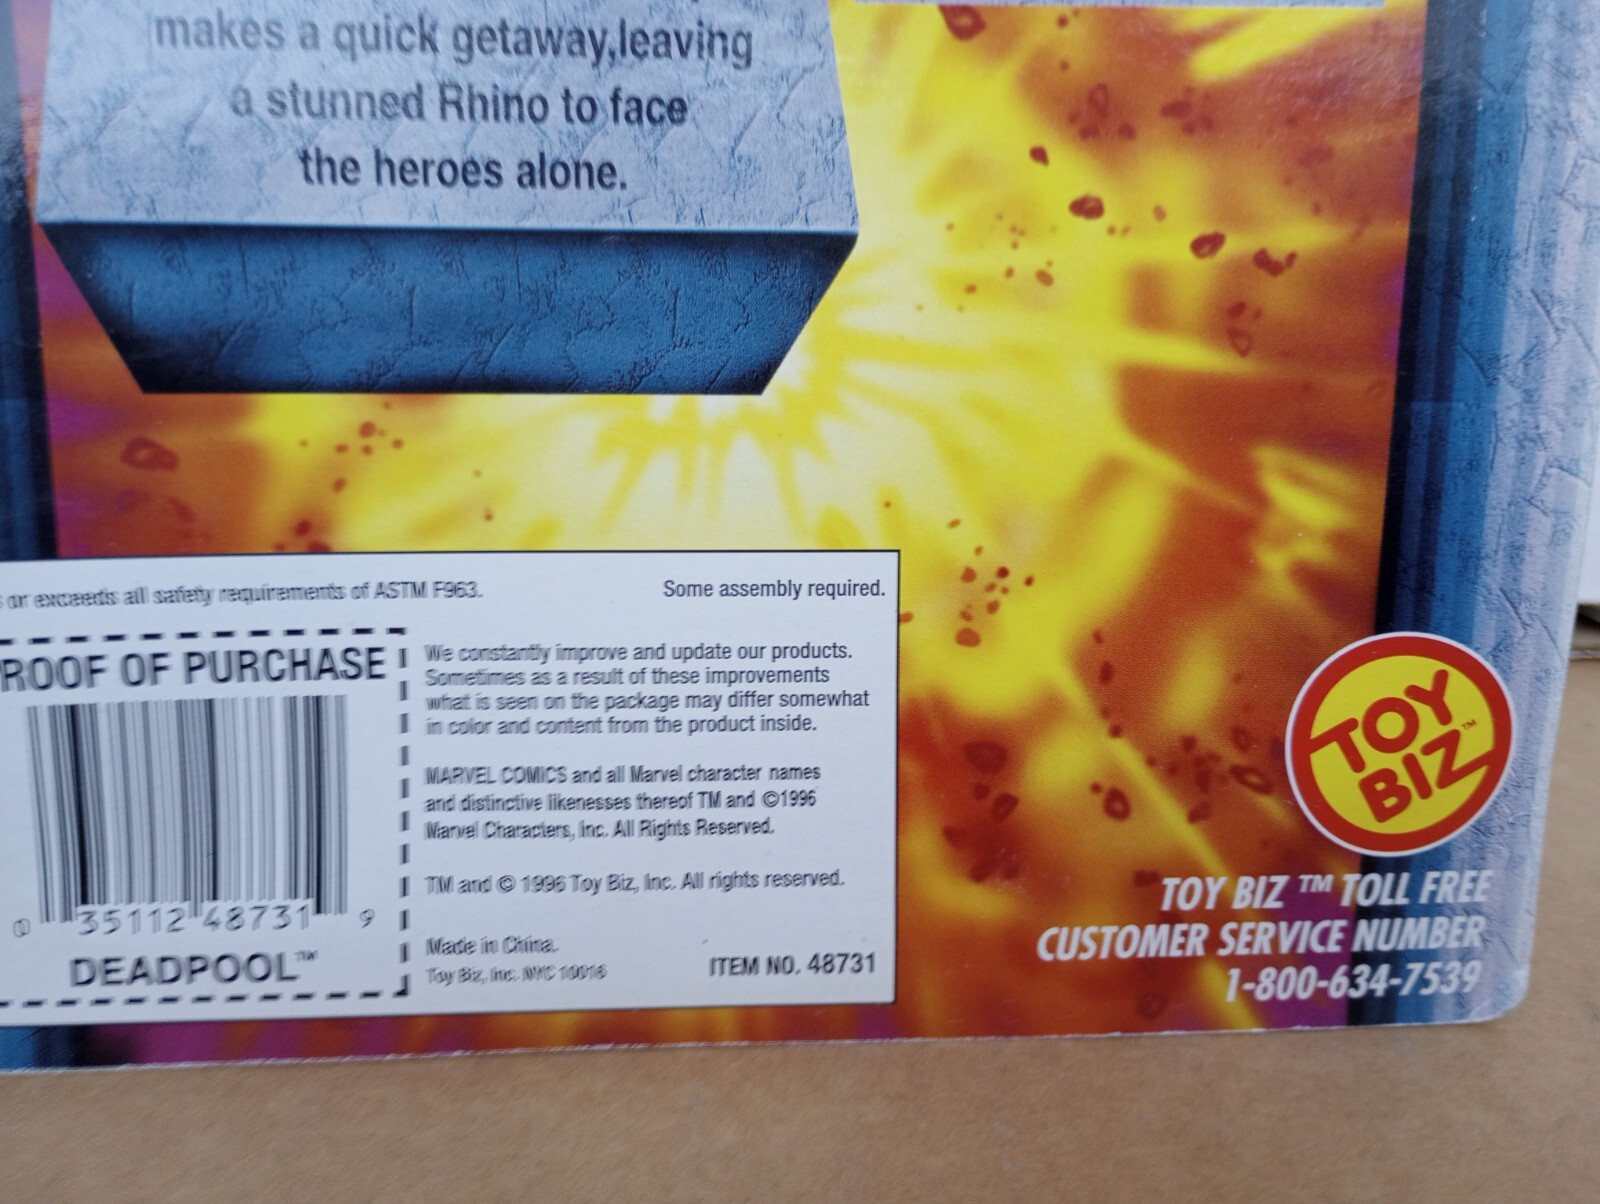 makes a quick getaway,leaving
a stunned Rhino to face
the heroes alone.
or exceeds all safety requirements of ASTM F963.
Some assembly required.
ROOF OF PURCHASE
0 35112 48731 9
DEADPOOL™
We constantly improve and update our products.
Sometimes as a result of these improvements
what is seen on the package may differ somewhat
in color and content from the product inside.
MARVEL COMICS and all Marvel character names
and distinctive likenesses thereof TM and ©1996
Marvel Characters, Inc. All Rights Reserved.
TM and © 1996 Toy Biz, Inc. All rights reserved.
Made in China.
Toy Biz, Inc. NYC 10016
ITEM NO. 48731
TOY
BIZ™
TOY BIZ ™ TOLL FREE
CUSTOMER SERVICE NUMBER
1-800-634-7539